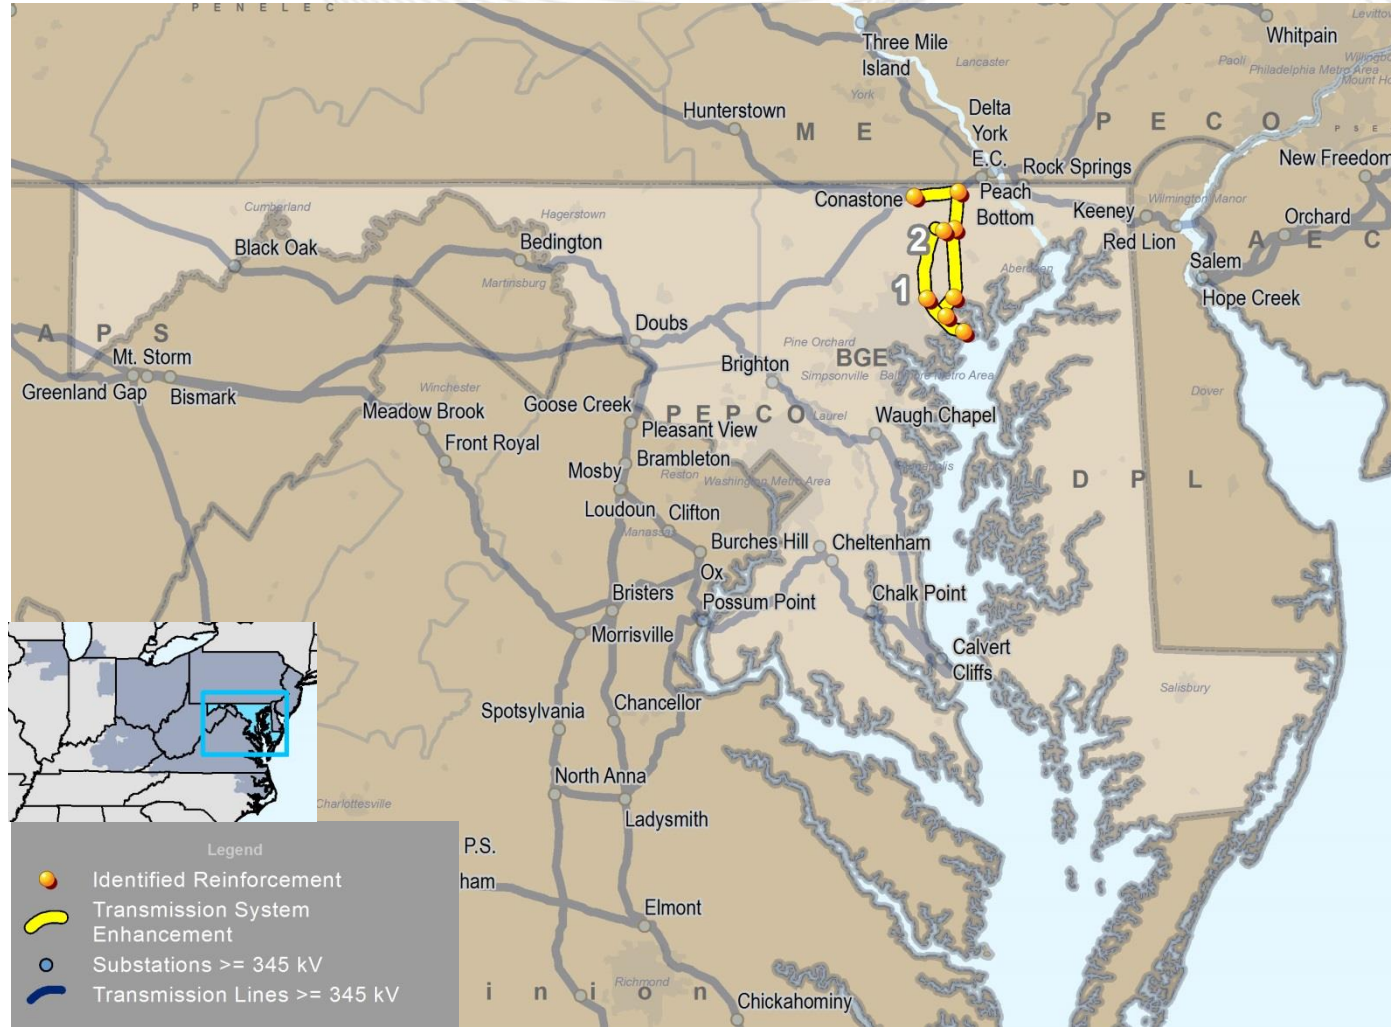 PENELEC
Three Mile
Island
Lancaster
York
Whitpain
Paoli
Philadelphia Metro Area
Hunterstown
M E
Delta
York
E.C.
P E C O
P S E
Rock Springs
New Freedom
Conastone
Peach
Bottom
Keeney
Wilmington Manor
Red Lion
Orchard
A E C
Salem
Hope Creek
Cumberland
Hagerstown
Black Oak
Bedington
Martinsburg
2
1
Aberdeen
A P S
Mt. Storm
Greenland Gap
Bismark
Doubs
Winchester
Pine Orchard
BGE
Simpsonville
Baltimore Metro Area
Brighton
Dover
Meadow Brook
Goose Creek
PEPCO
Laurel
Waugh Chapel
Front Royal
Pleasant View
Brambleton
Mosby
Reston
Washington Metro Area
D P L
Loudoun
Clifton
Manassas
Burches Hill
Cheltenham
Ox
Bristers
Possum Point
Chalk Point
Morrisville
Calvert
Cliffs
Salisbury
Spotsylvania
Chancellor
North Anna
Charlottesville
Ladysmith
P.S.
ham
Elmont
Richmond
i n i o n
Chickahominy
Legend
Identified Reinforcement
Transmission System
Enhancement
Substations >= 345 kV
Transmission Lines >= 345 kV